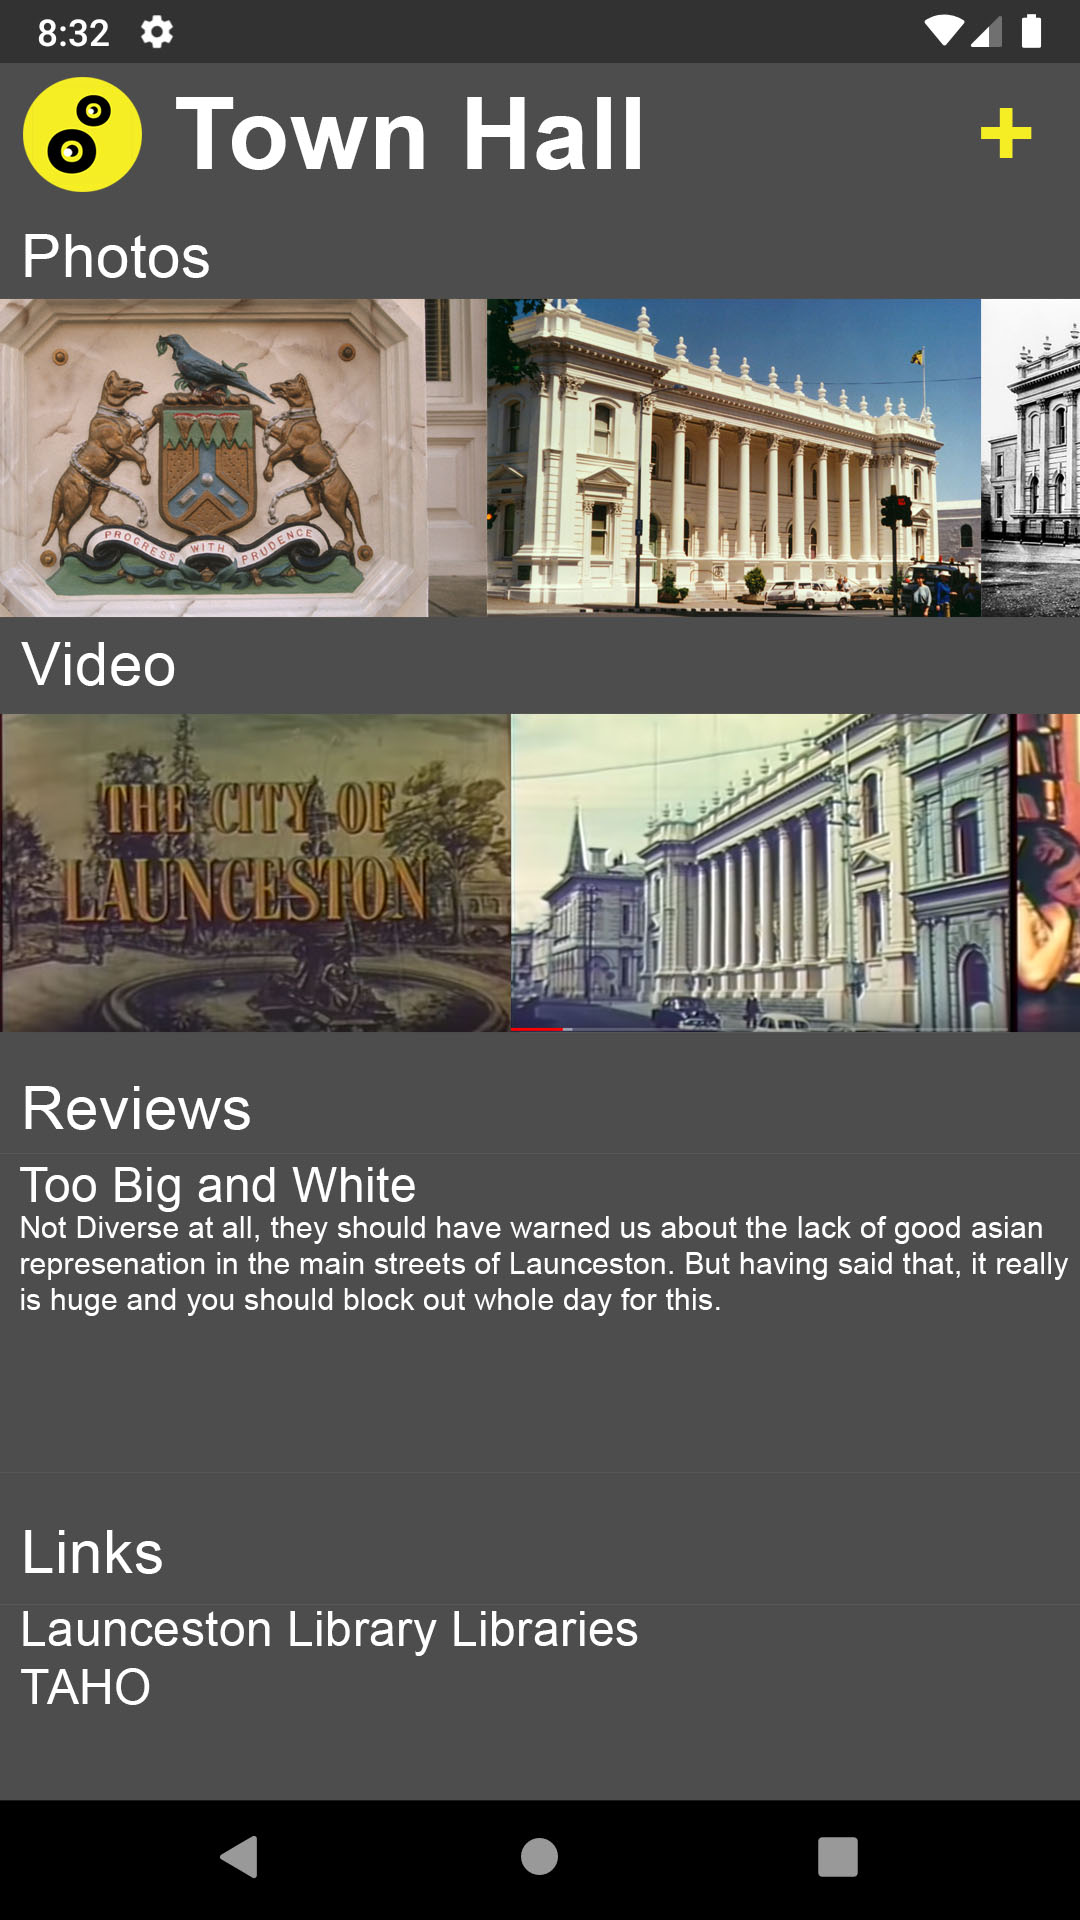 8:32
Town Hall
Photos
PROGRESS WITH PRUDENCE
Video
THE CITY OF
LAUNCESTON
Reviews
Too Big and White
Not Diverse at all, they should have warned us about the lack of good asian
represenation in the main streets of Launceston. But having said that, it really
is huge and you should block out whole day for this.
Links
Launceston Library Libraries
TAHO